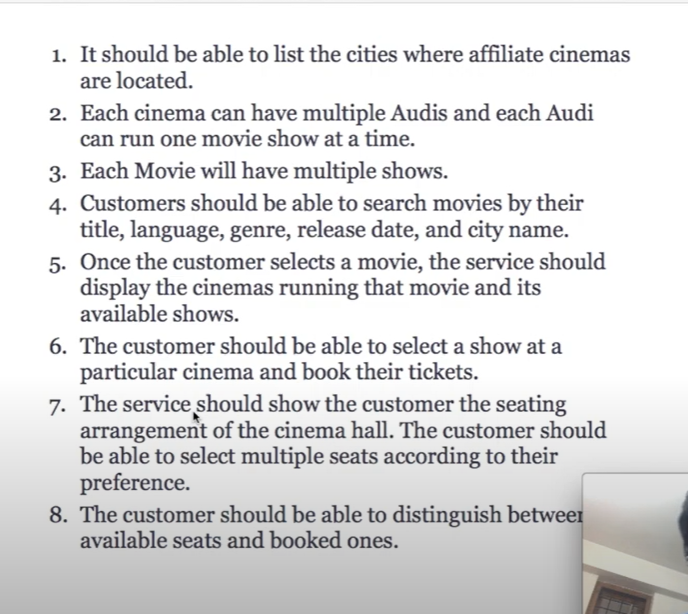 1. It should be able to list the cities where affiliate cinemas
are located.
2. Each cinema can have multiple Audis and each Audi
can run one movie show at a time.
3. Each Movie will have multiple shows.
4. Customers should be able to search movies by their
title, language, genre, release date, and city name.
5. Once the customer selects a movie, the service should
display the cinemas running that movie and its
available shows.
6. The customer should be able to select a show at a
particular cinema and book their tickets.
7. The service should show the customer the seating
arrangement of the cinema hall. The customer should
be able to select multiple seats according to their
preference.
8. The customer should be able to distinguish between
available seats and booked ones.